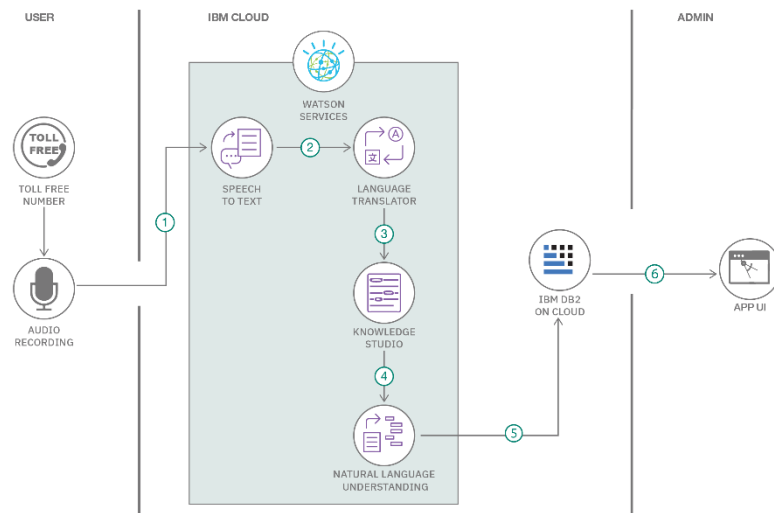 USER
IBM CLOUD
ADMIN
WATSON
SERVICES
TOLL
FREE
TOLL FREE
NUMBER
SPEECH
TO TEXT
A
文
LANGUAGE
TRANSLATOR
1
2
3
AUDIO
RECORDING
KNOWLEDGE
STUDIO
IBM DB2
ON CLOUD
6
APP UI
4
NATURAL LANGUAGE
UNDERSTANDING
5